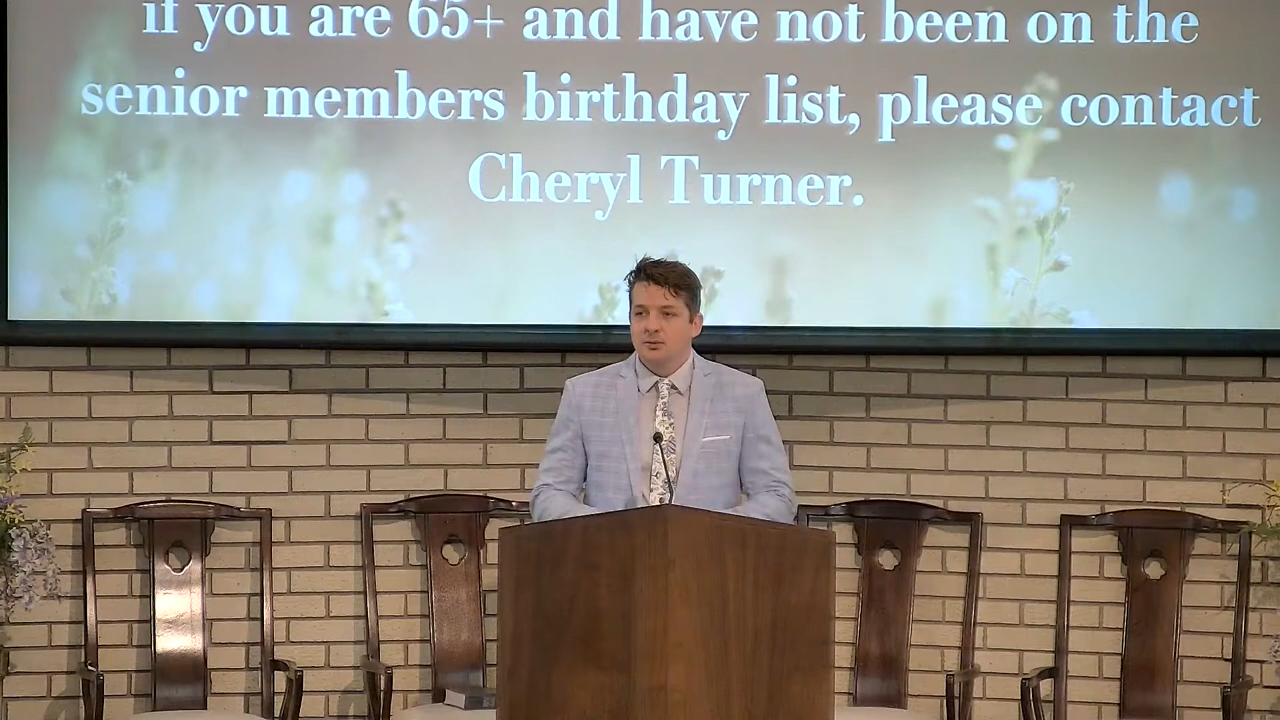 if you are 65+ and have not been on the
senior members birthday list, please contact
Cheryl Turner.